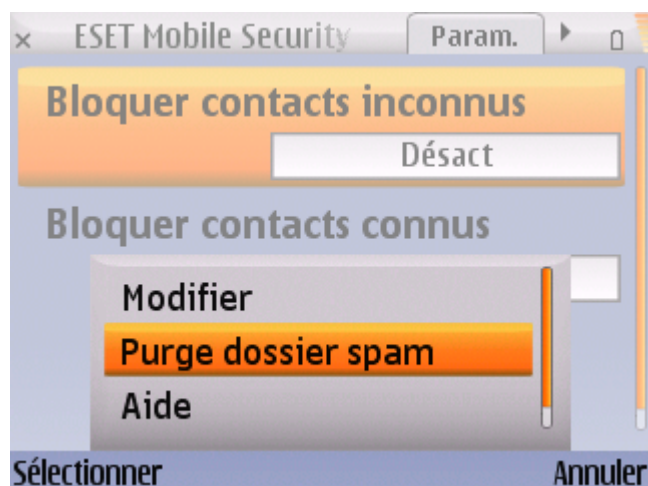 ESET Mobile Security Param.
Bloquer contacts inconnus
Désact
Bloquer contacts connus
Modifier
Purge dossier spam
Aide
Sélectionner Annuler